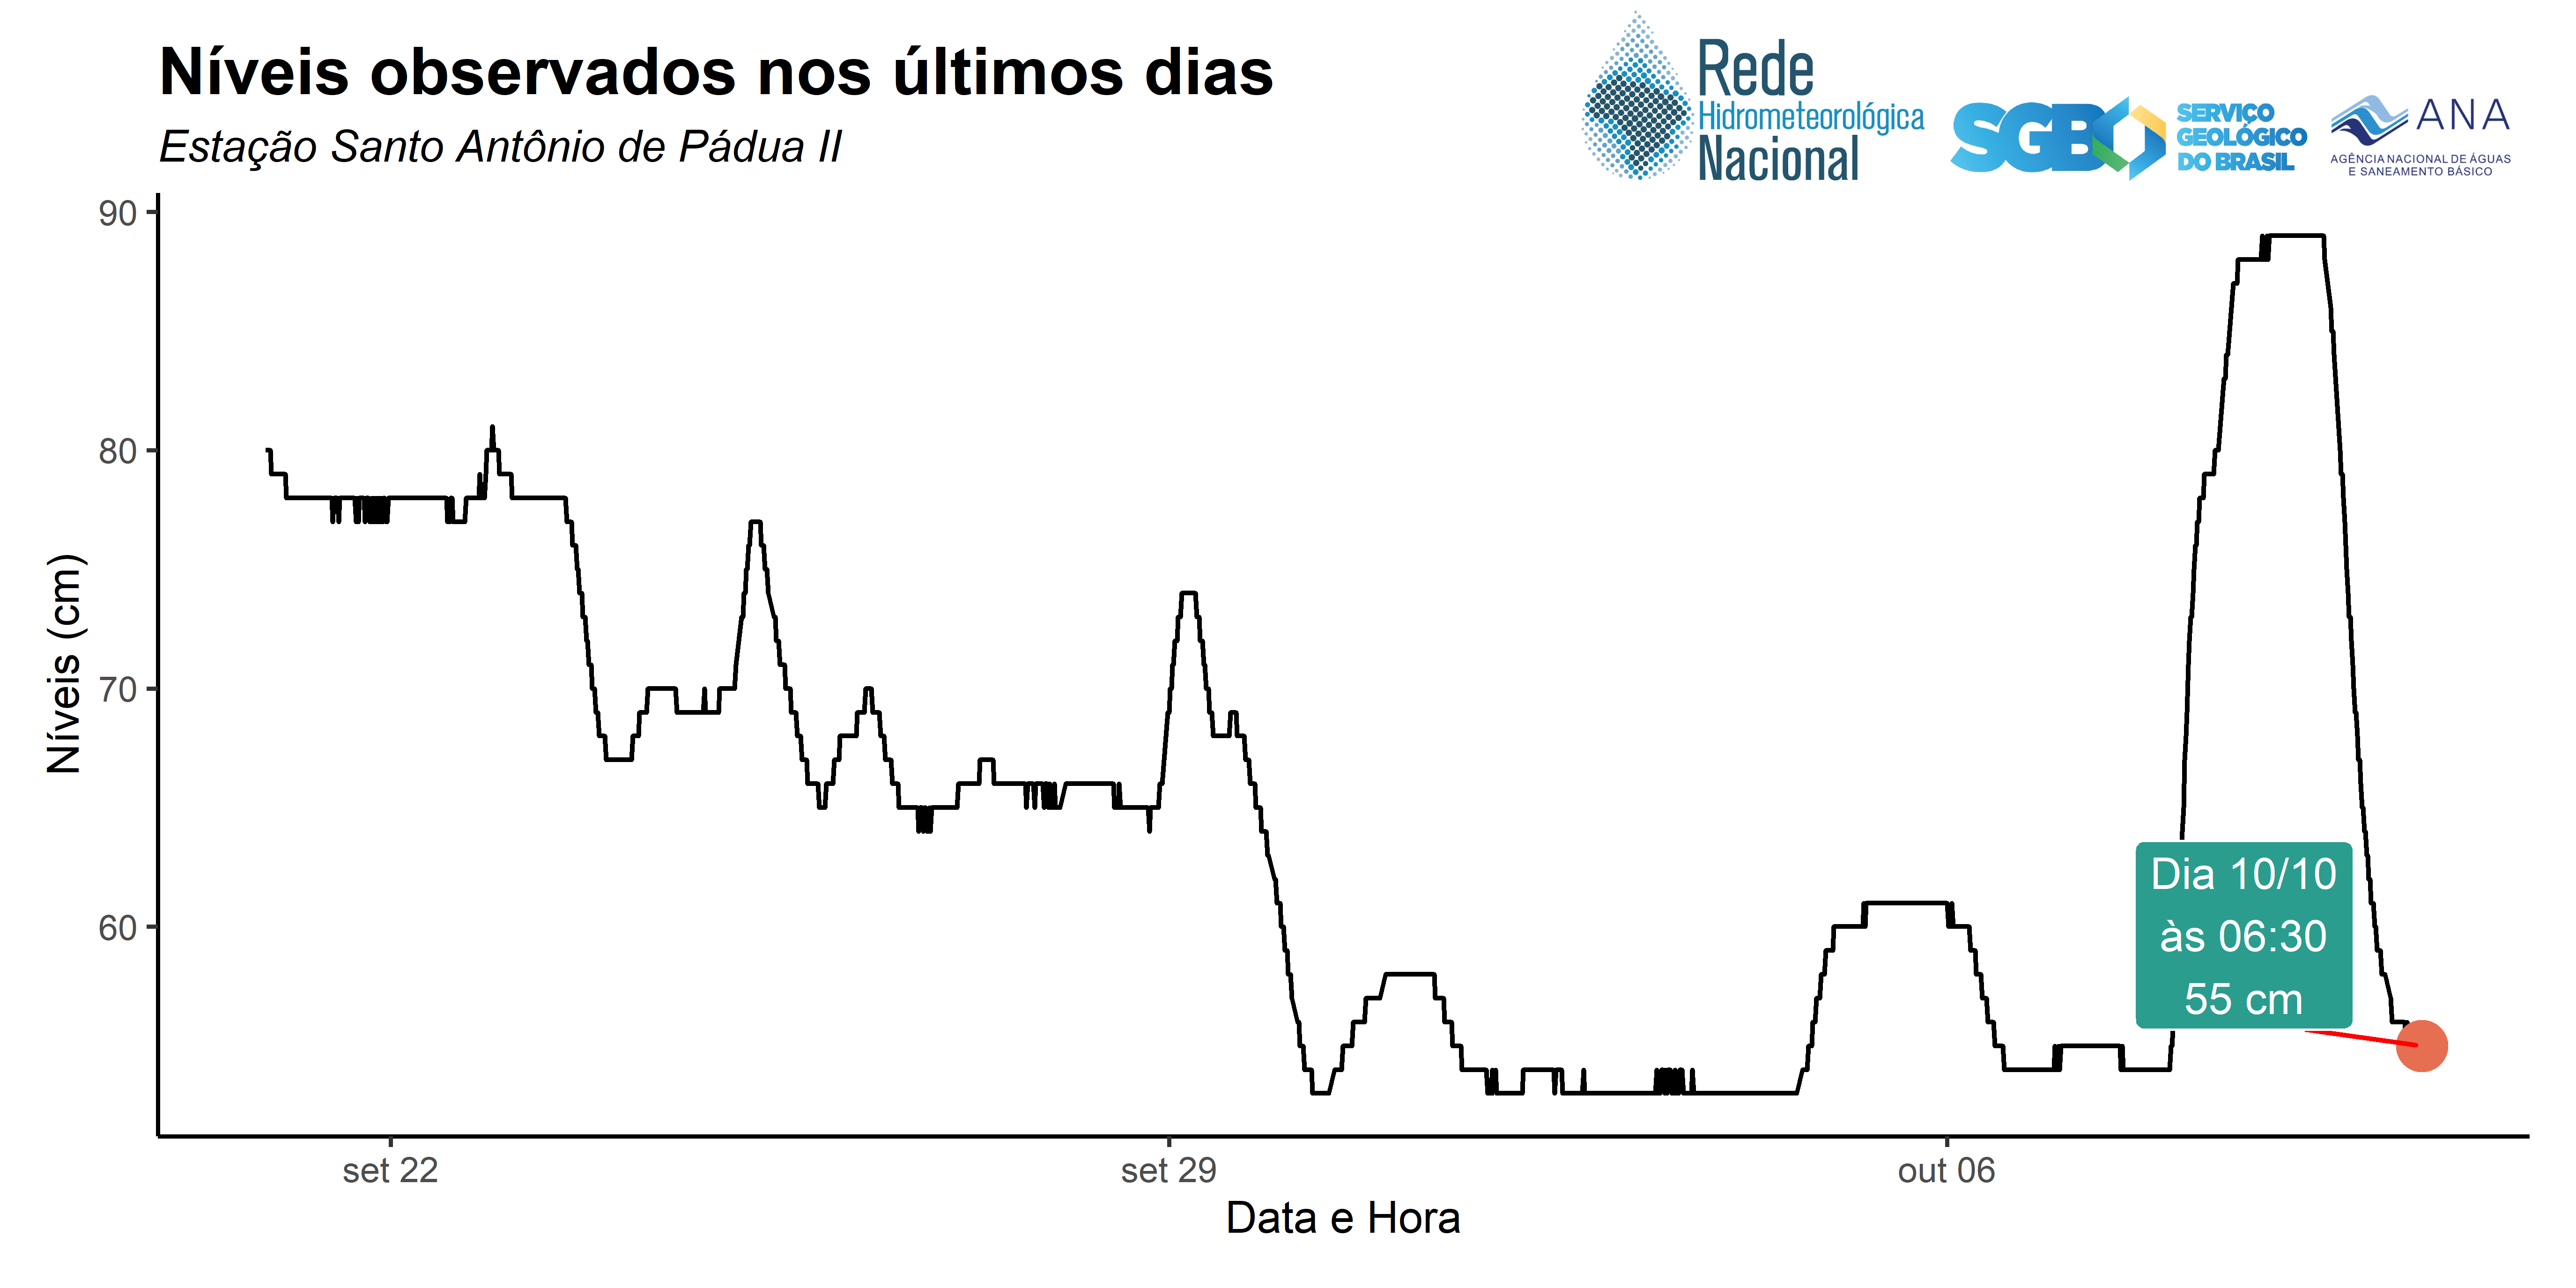 Níveis observados nos últimos dias
Estação Santo Antônio de Pádua II
Rede
Hidrometeorológica
Nacional
SGB
SERVIÇO
GEOLÓGICO
DO BRASIL
ANA
AGÊNCIA NACIONAL DE ÁGUAS
E SANEAMENTO BÁSICO
90
80
70
60
Níveis (cm)
Dia 10/10
às 06:30
55 cm
set 22
set 29
out 06
Data e Hora